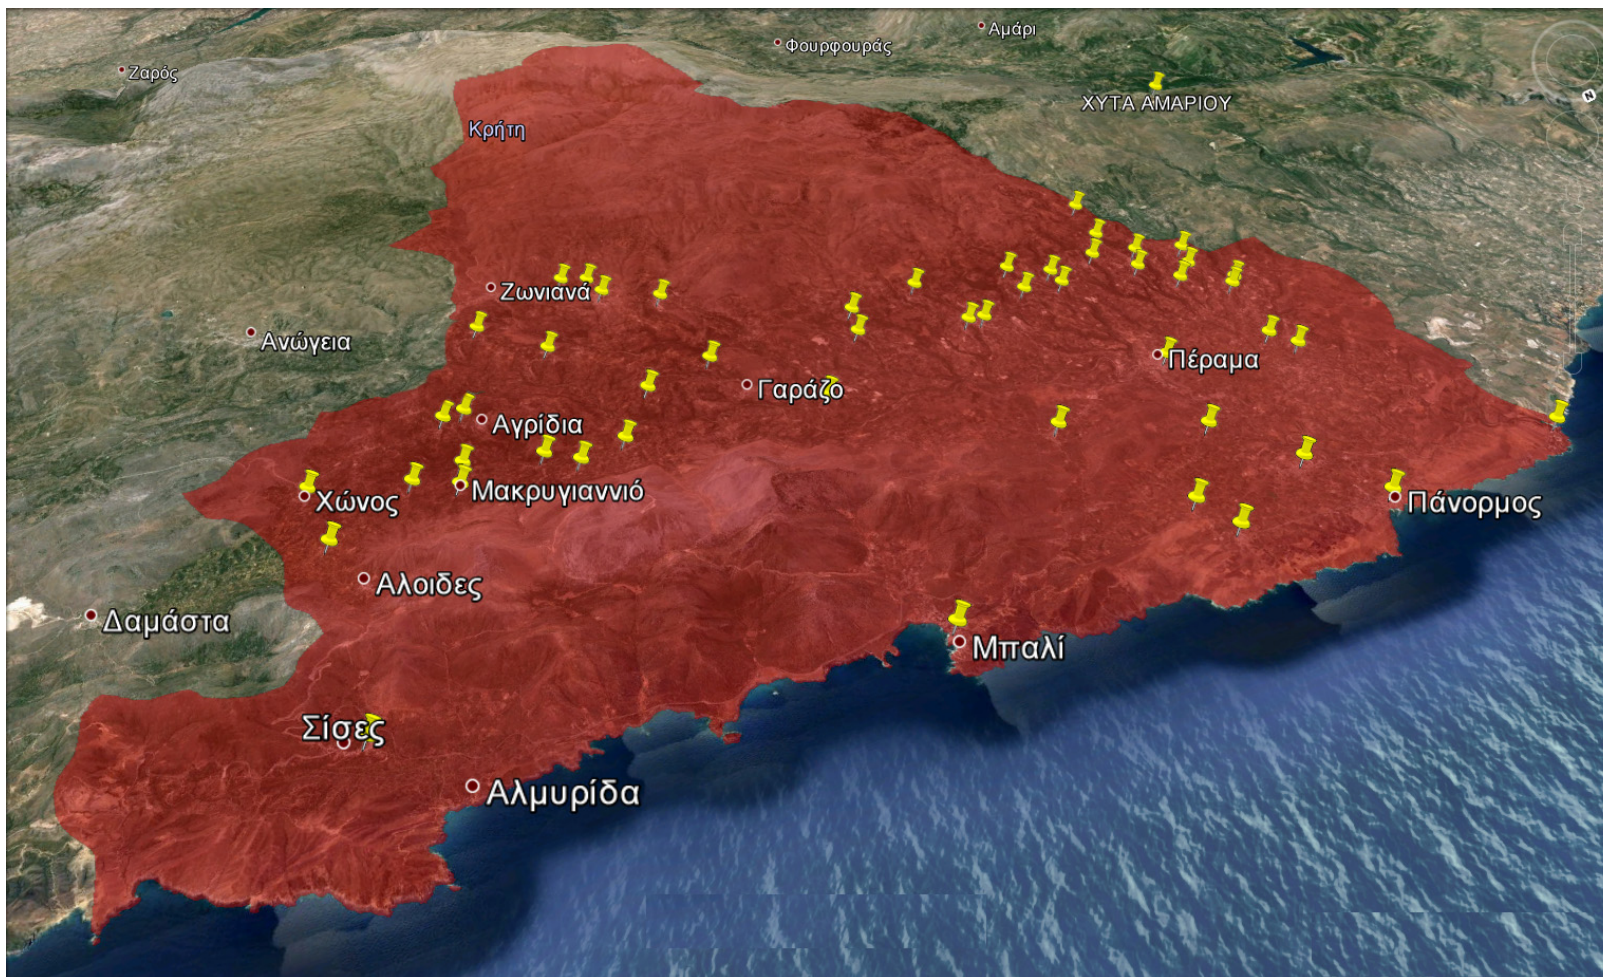 Αμάρι
Φουρφουράς
Ζαρός
ΧΥΤΑ ΑΜΑΡΙΟΥ
Κρήτη
Ζωνιανά
Ανώγεια
Πέραμα
Γαράζο
Αγρίδια
Μακρυγιαννιό
Χώνος
Πάνορμος
Αλοιδες
Δαμάστα
Μπαλί
Σίσες
Αλμυρίδα
N